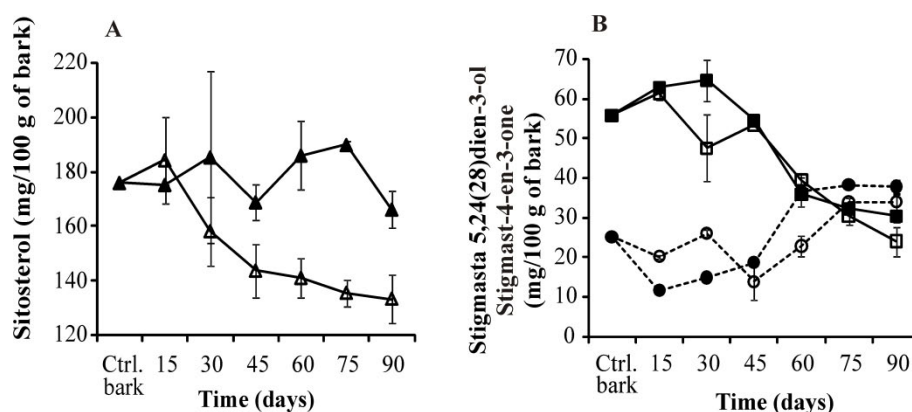 A
Sitosterol (mg/100 g of bark)
220
200
180
160
140
120
Ctrl. bark
15
30
45
60
75
90
Time (days)
B
Stigmasta 5,24(28)dien-3-ol
Stigmast-4-en-3-one
(mg/100 g of bark)
70
60
50
40
30
20
10
0
Ctrl. bark
15
30
45
60
75
90
Time (days)